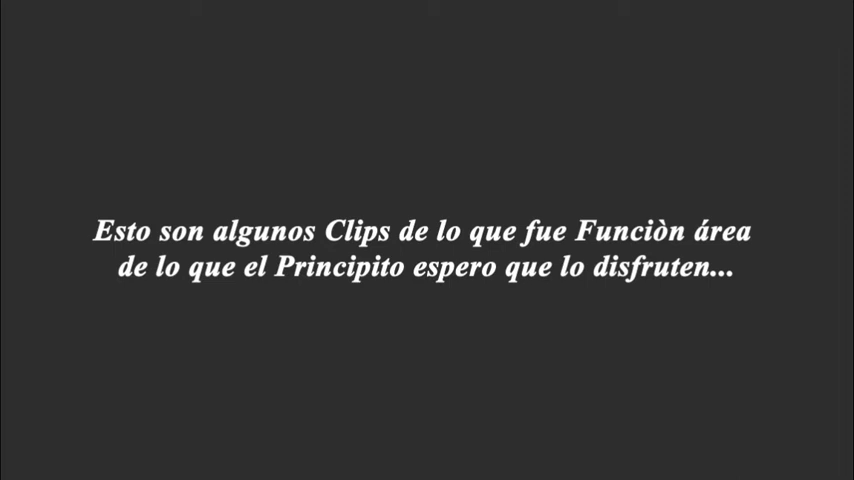 Esto son algunos Clips de lo que fue Funciòn área
de lo que el Principito espero que lo disfruten...